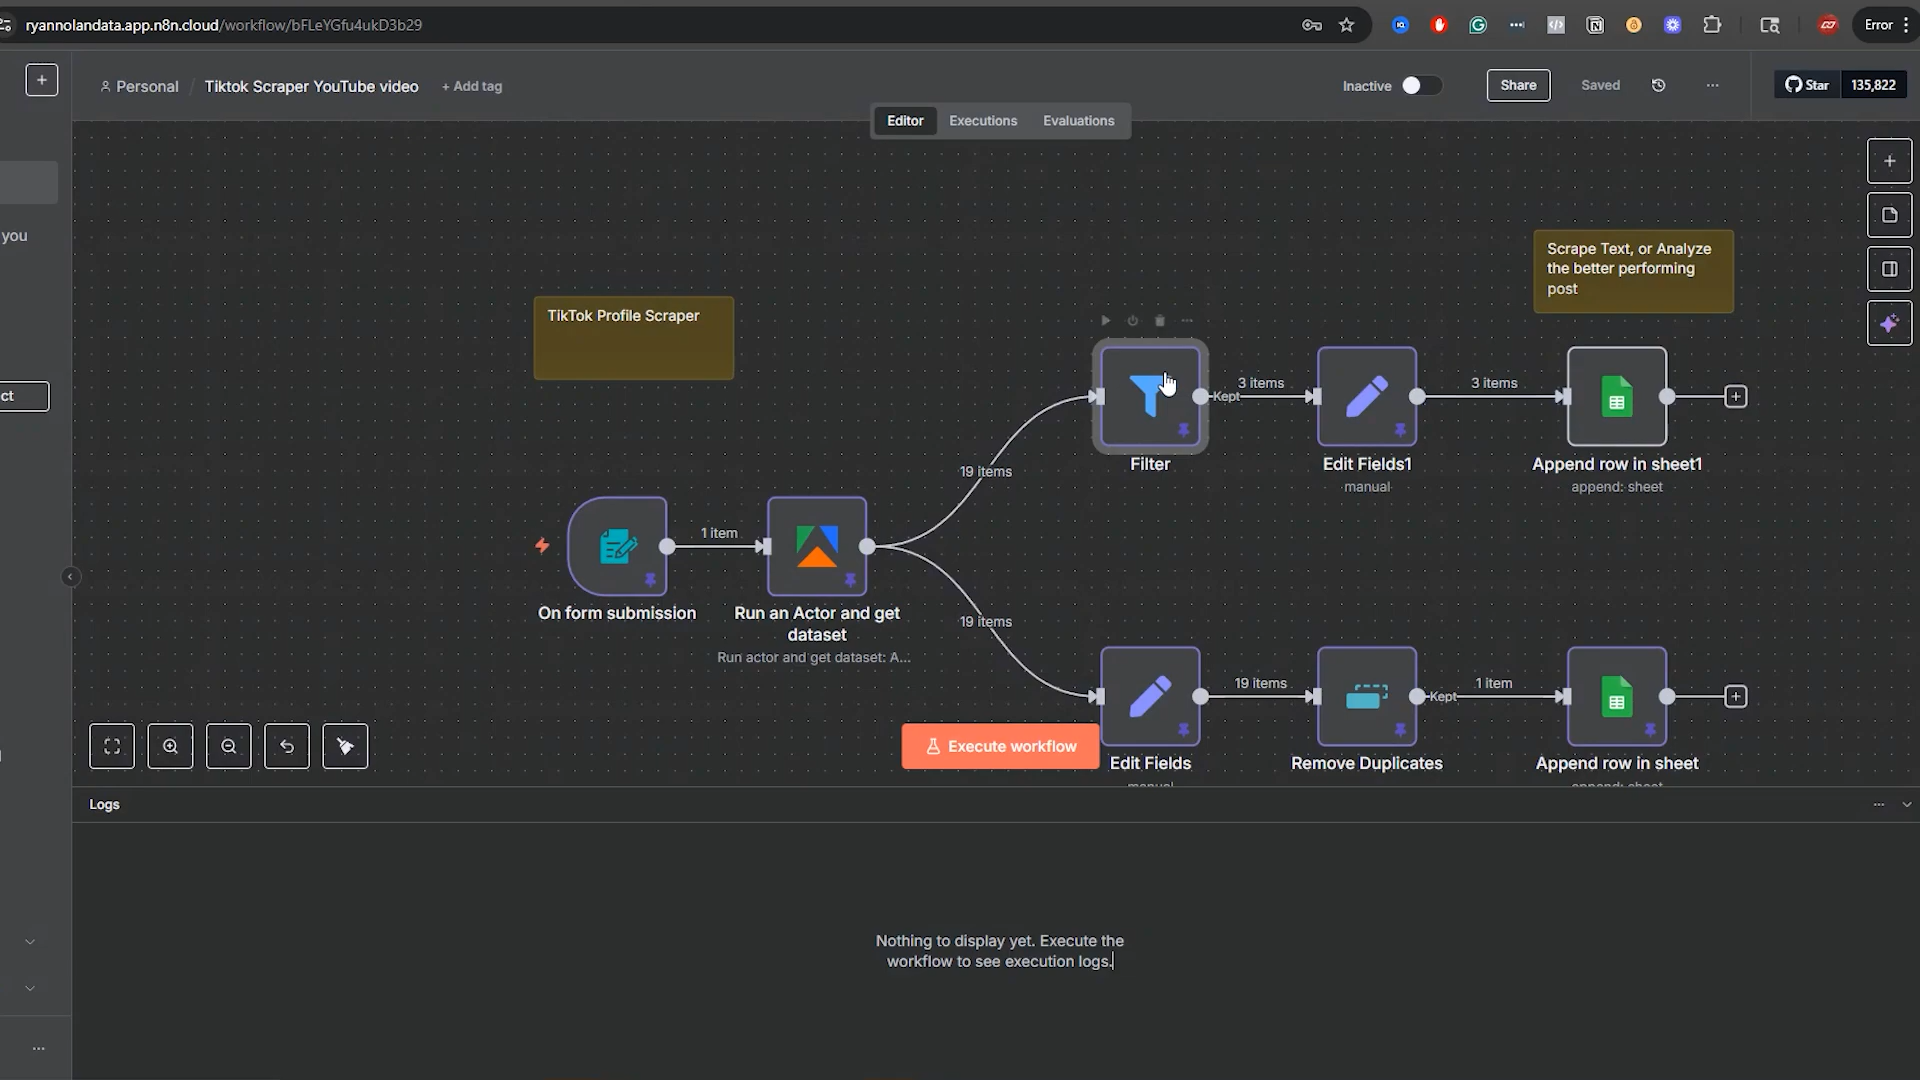 ryannolandata.app.n8n.cloud/workflow/bFLeYGfu4ukD3b29
Error
Personal / Tiktok Scraper YouTube video + Add tag
Inactive
Share
Saved
Star 135,822
Editor Executions Evaluations
you
ct
Scrape Text, or Analyze
the better performing
post
TikTok Profile Scraper
Kept
3 items
3 items
Filter
Edit Fields1
manual
Append row in sheet1
append: sheet
19 items
1 item
On form submission
Run an Actor and get
dataset
Run actor and get dataset: A...
19 items
19 items
Kept
1 item
Execute workflow
Edit Fields
manual
Remove Duplicates
Append row in sheet
append: sheet
Logs
Nothing to display yet. Execute the
workflow to see execution logs.